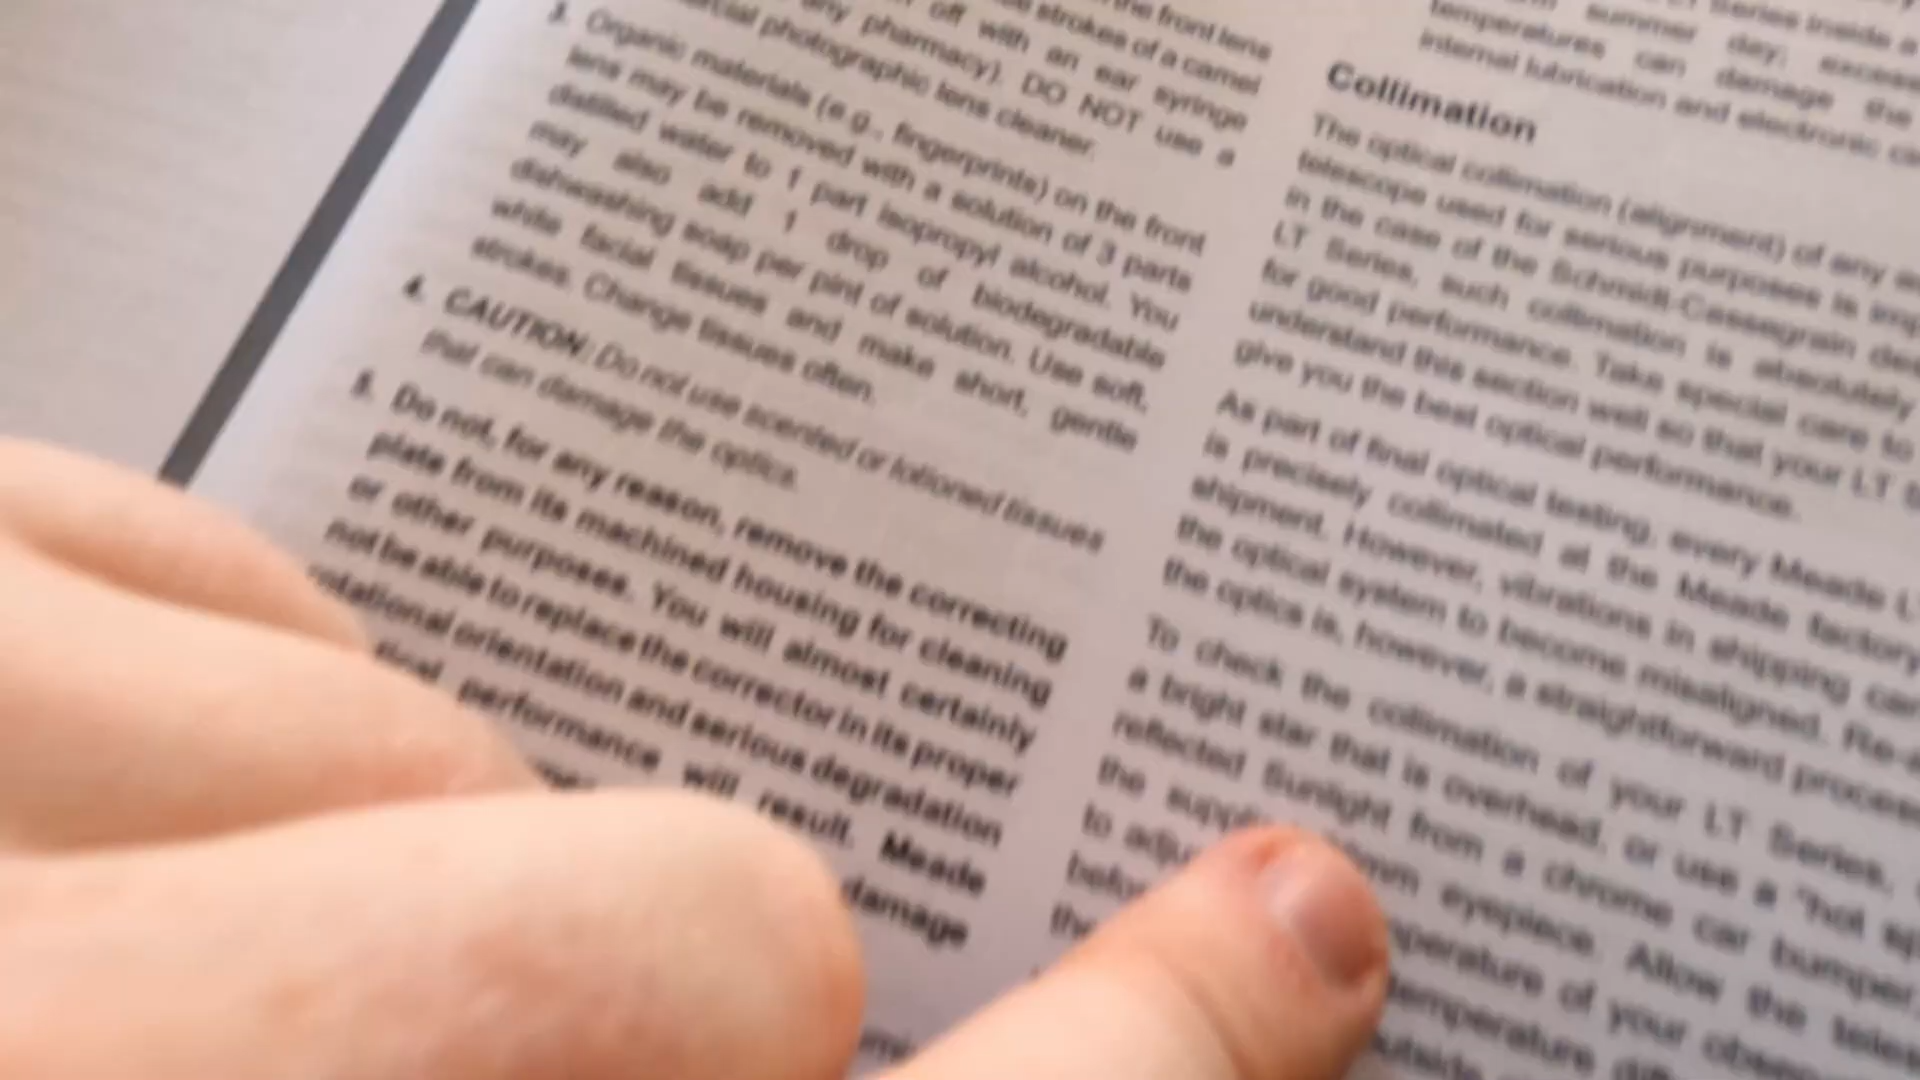 the front lens
strokes of a camel
off with an ear syringe
any pharmacy). DO NOT use a
photographic lens cleaner.
3. Organic materials (e.g., fingerprints) on the front
lens may be removed with a solution of 3 parts
distilled water to 1 part isopropyl alcohol. You
may also add 1 drop of biodegradable
dishwashing soap per pint of solution. Use soft,
white facial tissues and make short, gentle
strokes. Change tissues often.
4. CAUTION: Do not use scented or lotioned tissues
that can damage the optics.
5. Do not, for any reason, remove the correcting
plate from its machined housing for cleaning
or other purposes. You will almost certainly
not be able to replace the corrector in its proper
rotational orientation and serious degradation
performance will result. Meade
damage
Series inside a
summer day; 
temperatures can damage the
internal lubrication and electronic
Collimation
The optical collimation (alignment) of any
telescope used for serious purposes is
in the case of the Schmidt-Cassegrain
LT Series, such collimation is absolutely
for good performance. Take special care to
understand this section well so that your LT
give you the best optical performance.
As part of final optical testing, every Meade
is precisely collimated at the Meade factory
shipment. However, vibrations in shipping can
the optical system to become misaligned.
the optics is, however, a straightforward
To check the collimation of your LT Series,
a bright star that is overhead, or use a "hot
reflected Sunlight from a chrome car bumper,
the eyepiece. Allow the
to
of your
temperature